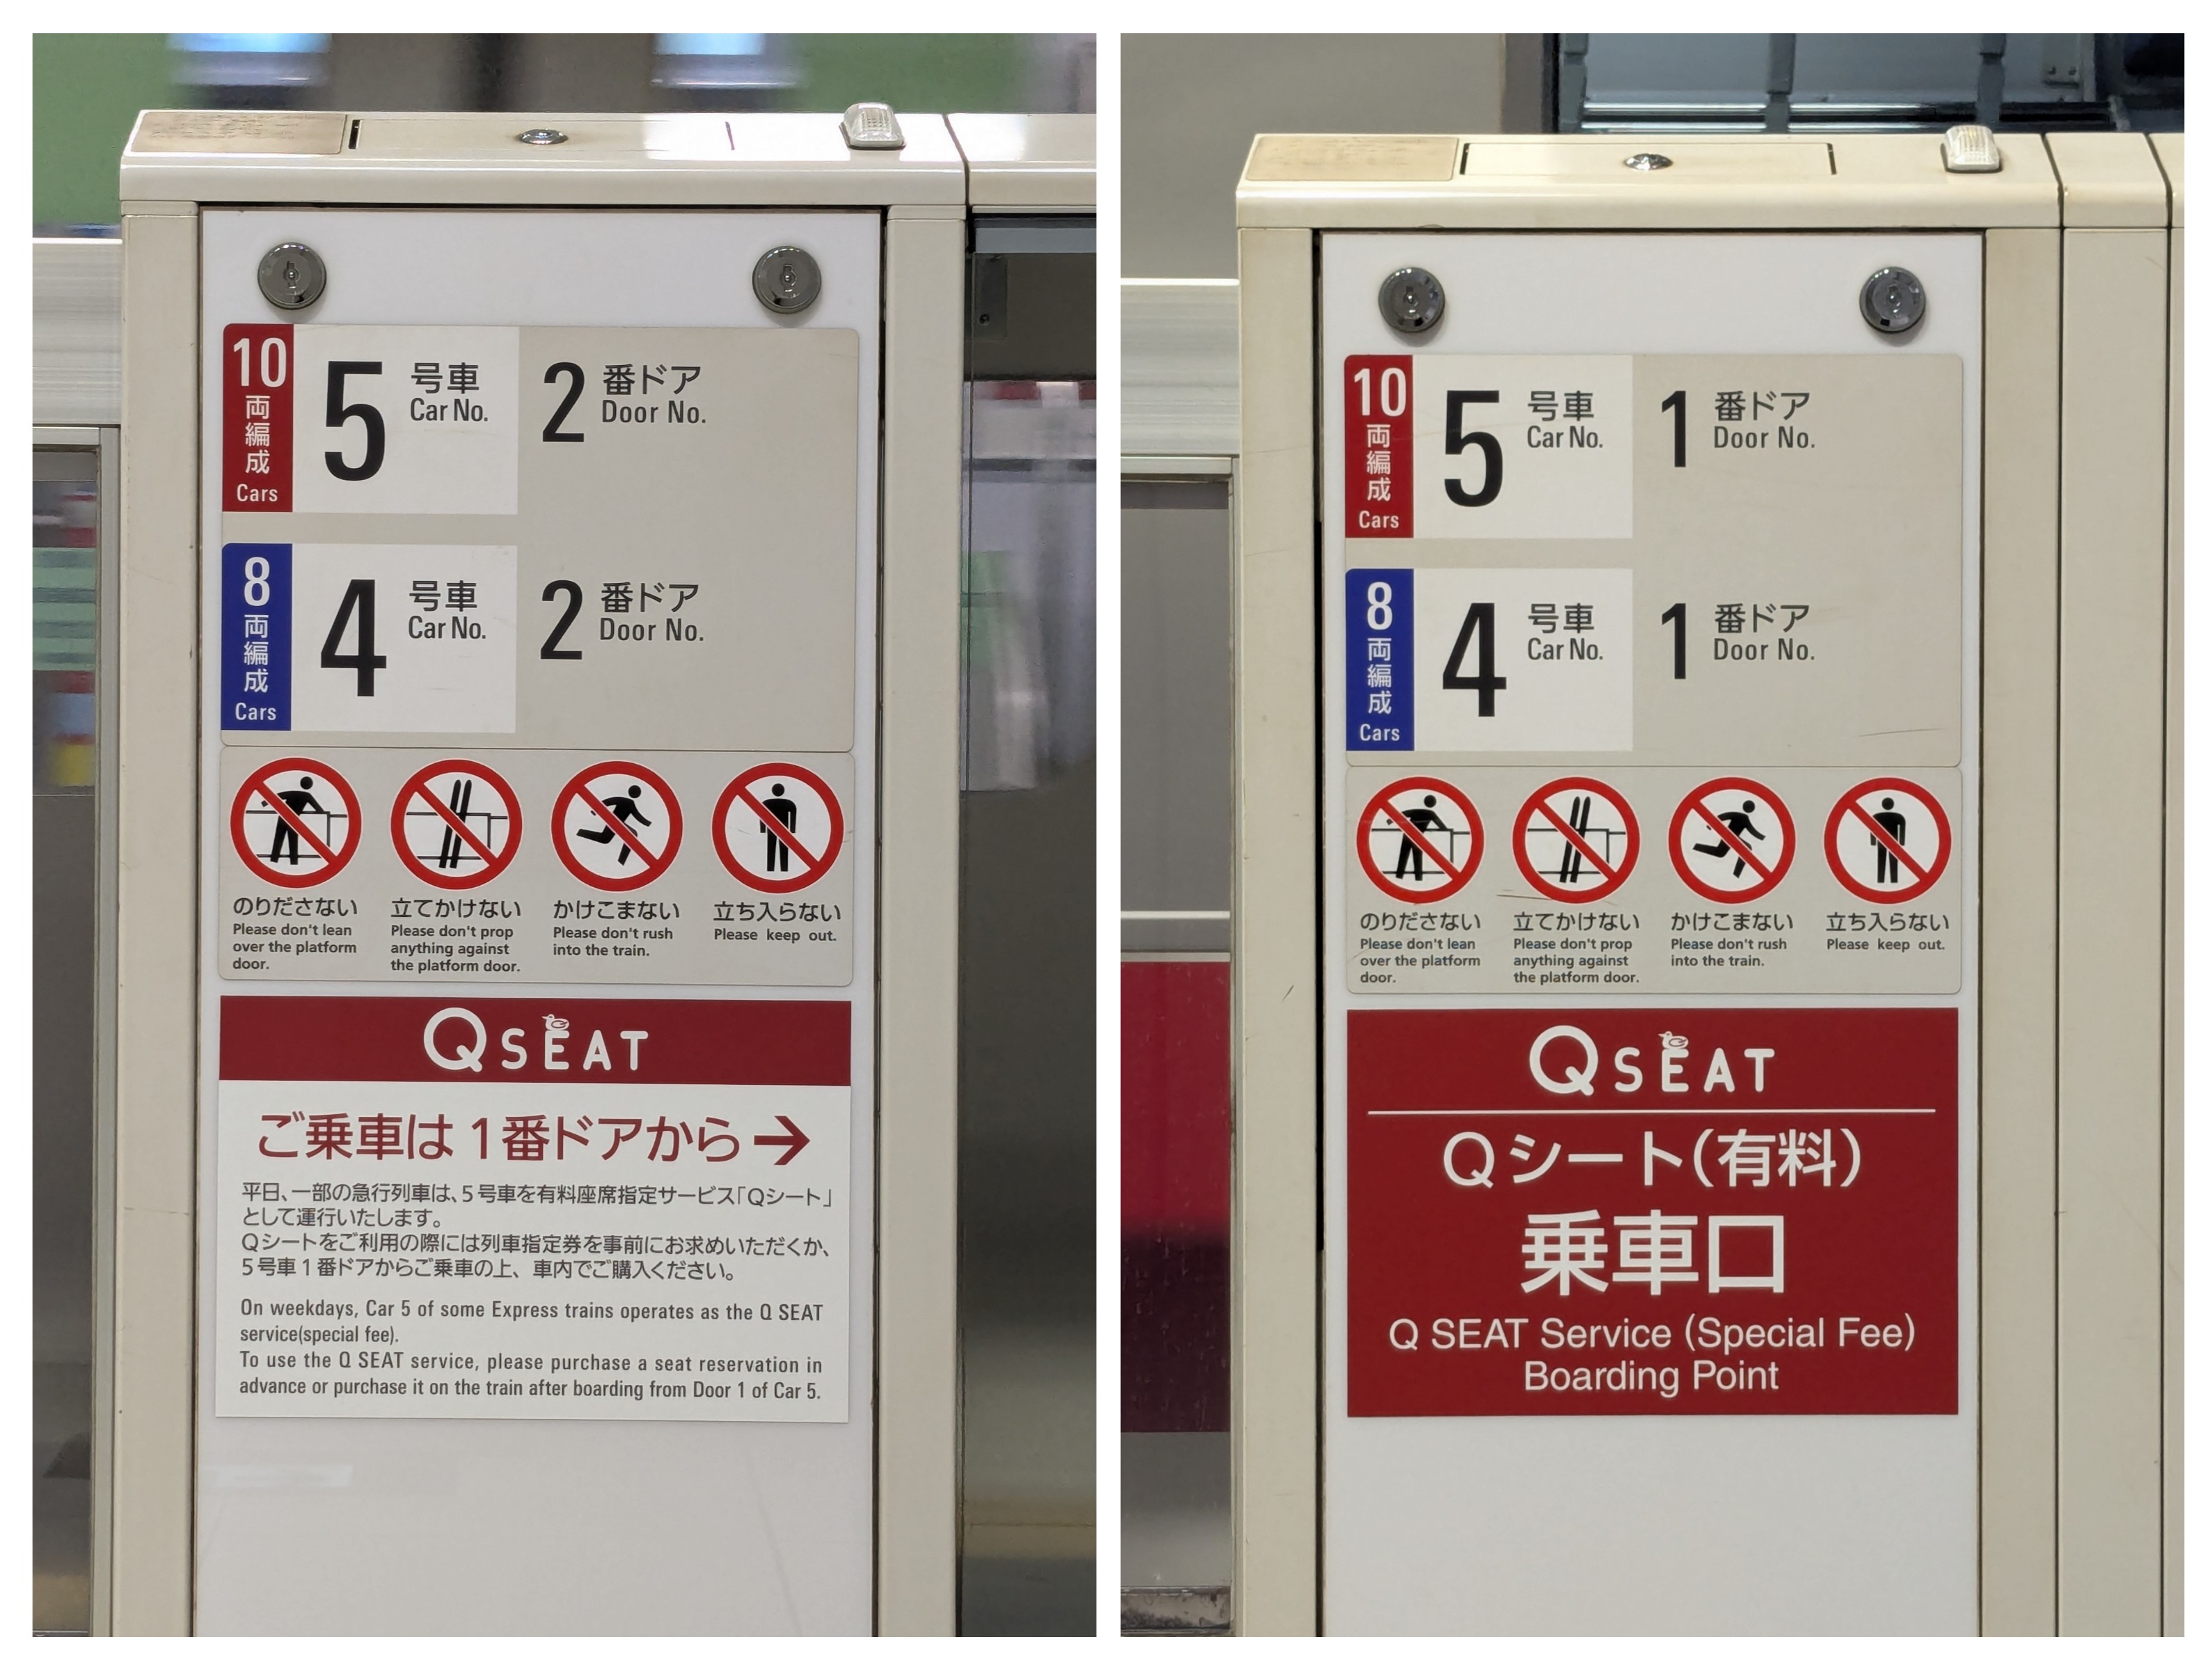 10
両
編
成
Cars
5 号車
Car No.
2 番ドア
Door No.
8
両
編
成
Cars
4 号車
Car No.
2 番ドア
Door No.
のりださない
Please don't lean
over the platform
door.
立てかけない
Please don't prop
anything against
the platform door.
かけこまない
Please don't rush
into the train.
立ち入らない
Please keep out.
Q SEAT
ご乗車は1番ドアから→
平日、一部の急行列車は、5号車を有料座席指定サービス「Qシート」
として運行いたします。
Qシートをご利用の際には列車指定券を事前にお求めいただくか、
5号車1番ドアからご乗車の上、車内でご購入ください。
On weekdays, Car 5 of some Express trains operates as the Q SEAT
service(special fee).
To use the Q SEAT service, please purchase a seat reservation in
advance or purchase it on the train after boarding from Door 1 of Car 5.
10
両
編
成
Cars
5 号車
Car No.
1 番ドア
Door No.
8
両
編
成
Cars
4 号車
Car No.
1 番ドア
Door No.
のりださない
Please don't lean
over the platform
door.
立てかけない
Please don't prop
anything against
the platform door.
かけこまない
Please don't rush
into the train.
立ち入らない
Please keep out.
Q SEAT
Qシート(有料)
乗車口
Q SEAT Service (Special Fee)
Boarding Point